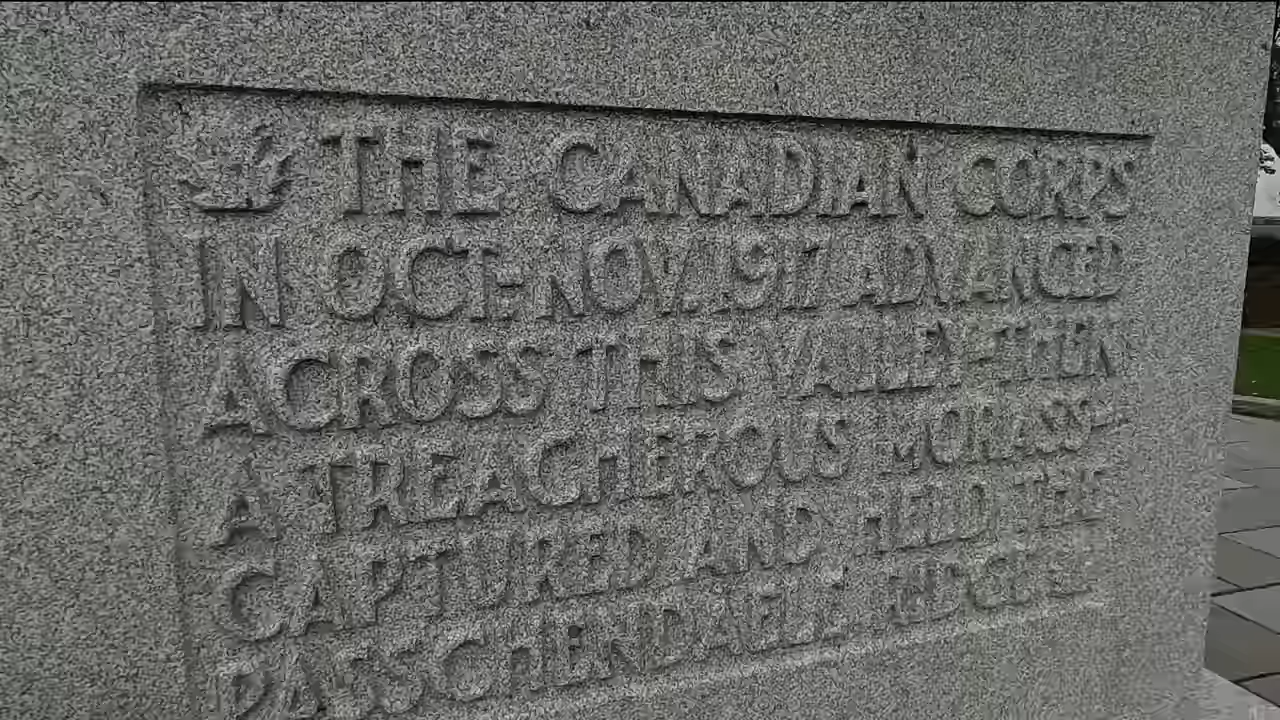 THE CANADIAN CORPS
IN OCT.-NOV. 1917 ADVANCED
ACROSS THIS VALLEY-THEN
A TREACHEROUS MORASS-
CAPTURED AND HELD THE
PASSCHENDAELE RIDGE